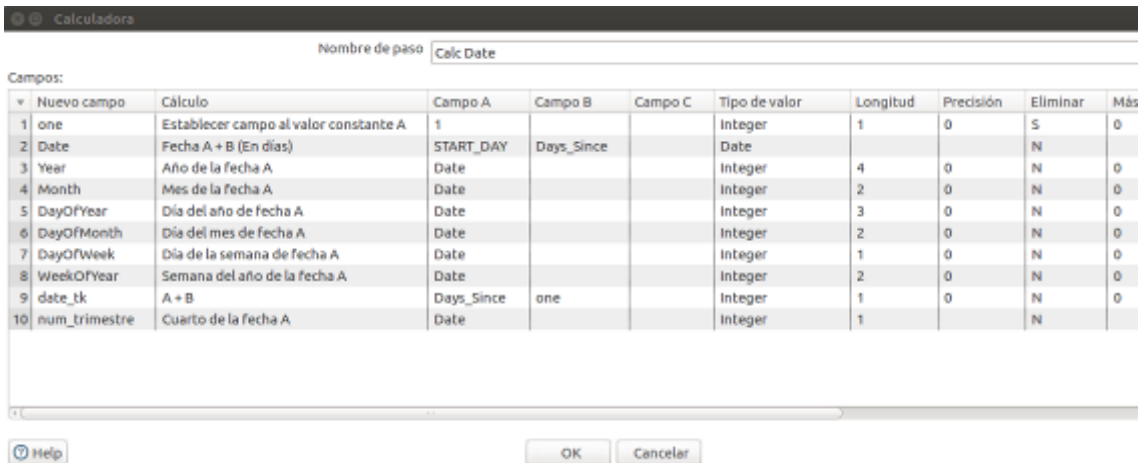 Calculadora
Nombre de paso Calc Date
Campos:
Nuevo campo Cálculo Campo A Campo B Campo C Tipo de valor Longitud Precisión Eliminar Más
1 one Establecer campo al valor constante A 1 Integer 1 0 S 0
2 Date Fecha A + B (En días) START_DAY Days_Since Date N
3 Year Año de la fecha A Date Integer 4 0 N 0
4 Month Mes de la fecha A Date Integer 2 0 N 0
5 DayOfYear Día del año de fecha A Date Integer 3 0 N 0
6 DayOfMonth Día del mes de fecha A Date Integer 2 0 N 0
7 DayOfWeek Día de la semana de fecha A Date Integer 1 0 N 0
8 WeekOfYear Semana del año de la fecha A Date Integer 2 0 N 0
9 date_tk A + B Days_Since one Integer 1 0 N 0
10 num_trimestre Cuarto de la fecha A Date Integer 1 N
Help OK Cancelar